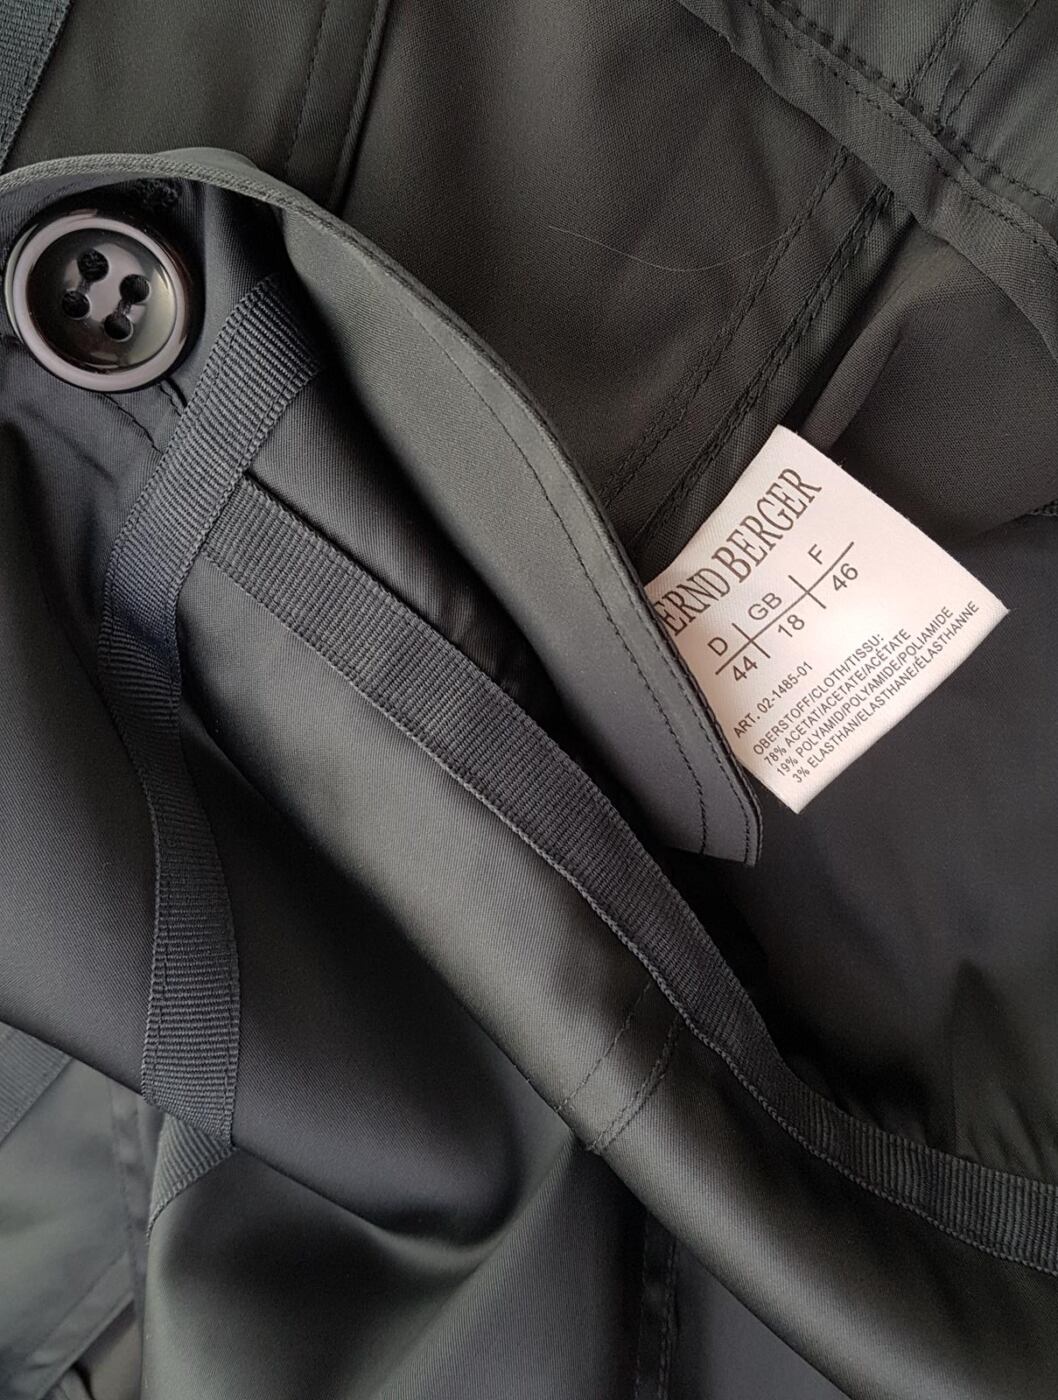 ERND BERGER
D | GB | F
44 | 18 | 46
ART. 02-1485-01
OBERSTOFF/CLOTH/TISSU:
78% ACETAT/ACETATE/ACÉTATE
19% POLYAMID/POLYAMIDE/POLIAMIDE
3% ELASTHAN/ELASTHANE/ÉLASTHANNE